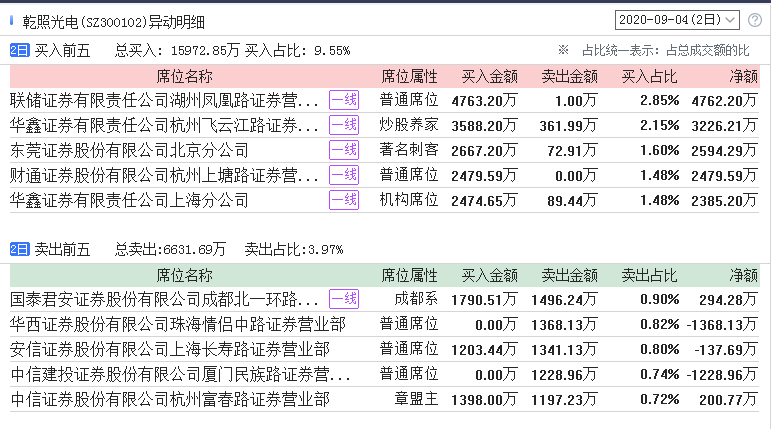 乾照光电(SZ300102)异动明细 2020-09-04(2日)
2日 买入前五 总买入: 15972.85万 买入占比: 9.55% ※ 占比统一表示: 占总成交额的比
席位名称 席位属性 买入金额 卖出金额 买入占比 净额
联储证券有限责任公司湖州凤凰路证券营... 一线 普通席位 4763.20万 1.00万 2.85% 4762.20万
华鑫证券有限责任公司杭州飞云江路证券... 一线 炒股养家 3588.20万 361.99万 2.15% 3226.21万
东莞证券股份有限公司北京分公司 一线 著名刺客 2667.20万 72.91万 1.60% 2594.29万
财通证券股份有限公司杭州上塘路证券营... 一线 普通席位 2479.59万 0.00万 1.48% 2479.59万
华鑫证券有限责任公司上海分公司 一线 机构席位 2474.65万 89.44万 1.48% 2385.20万
2日 卖出前五 总卖出:6631.69万 卖出占比:3.97%
席位名称 席位属性 买入金额 卖出金额 卖出占比 净额
国泰君安证券股份有限公司成都北一环路... 一线 成都系 1790.51万 1496.24万 0.90% 294.28万
华西证券股份有限公司珠海情侣中路证券营业部 普通席位 0.00万 1368.13万 0.82% -1368.13万
安信证券股份有限公司上海长寿路证券营业部 普通席位 1203.44万 1341.13万 0.80% -137.69万
中信建投证券股份有限公司厦门民族路证券营... 普通席位 0.00万 1228.96万 0.74% -1228.96万
中信证券股份有限公司杭州富春路证券营业部 章盟主 1398.00万 1197.23万 0.72% 200.77万